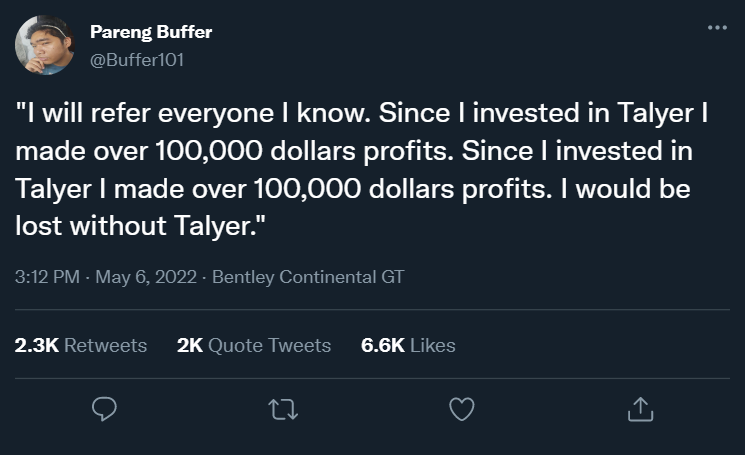 Pareng Buffer
@Buffer101
"I will refer everyone I know. Since I invested in Talyer I
made over 100,000 dollars profits. Since I invested in
Talyer I made over 100,000 dollars profits. I would be
lost without Talyer."
3:12 PM · May 6, 2022 · Bentley Continental GT
2.3K Retweets 2K Quote Tweets 6.6K Likes